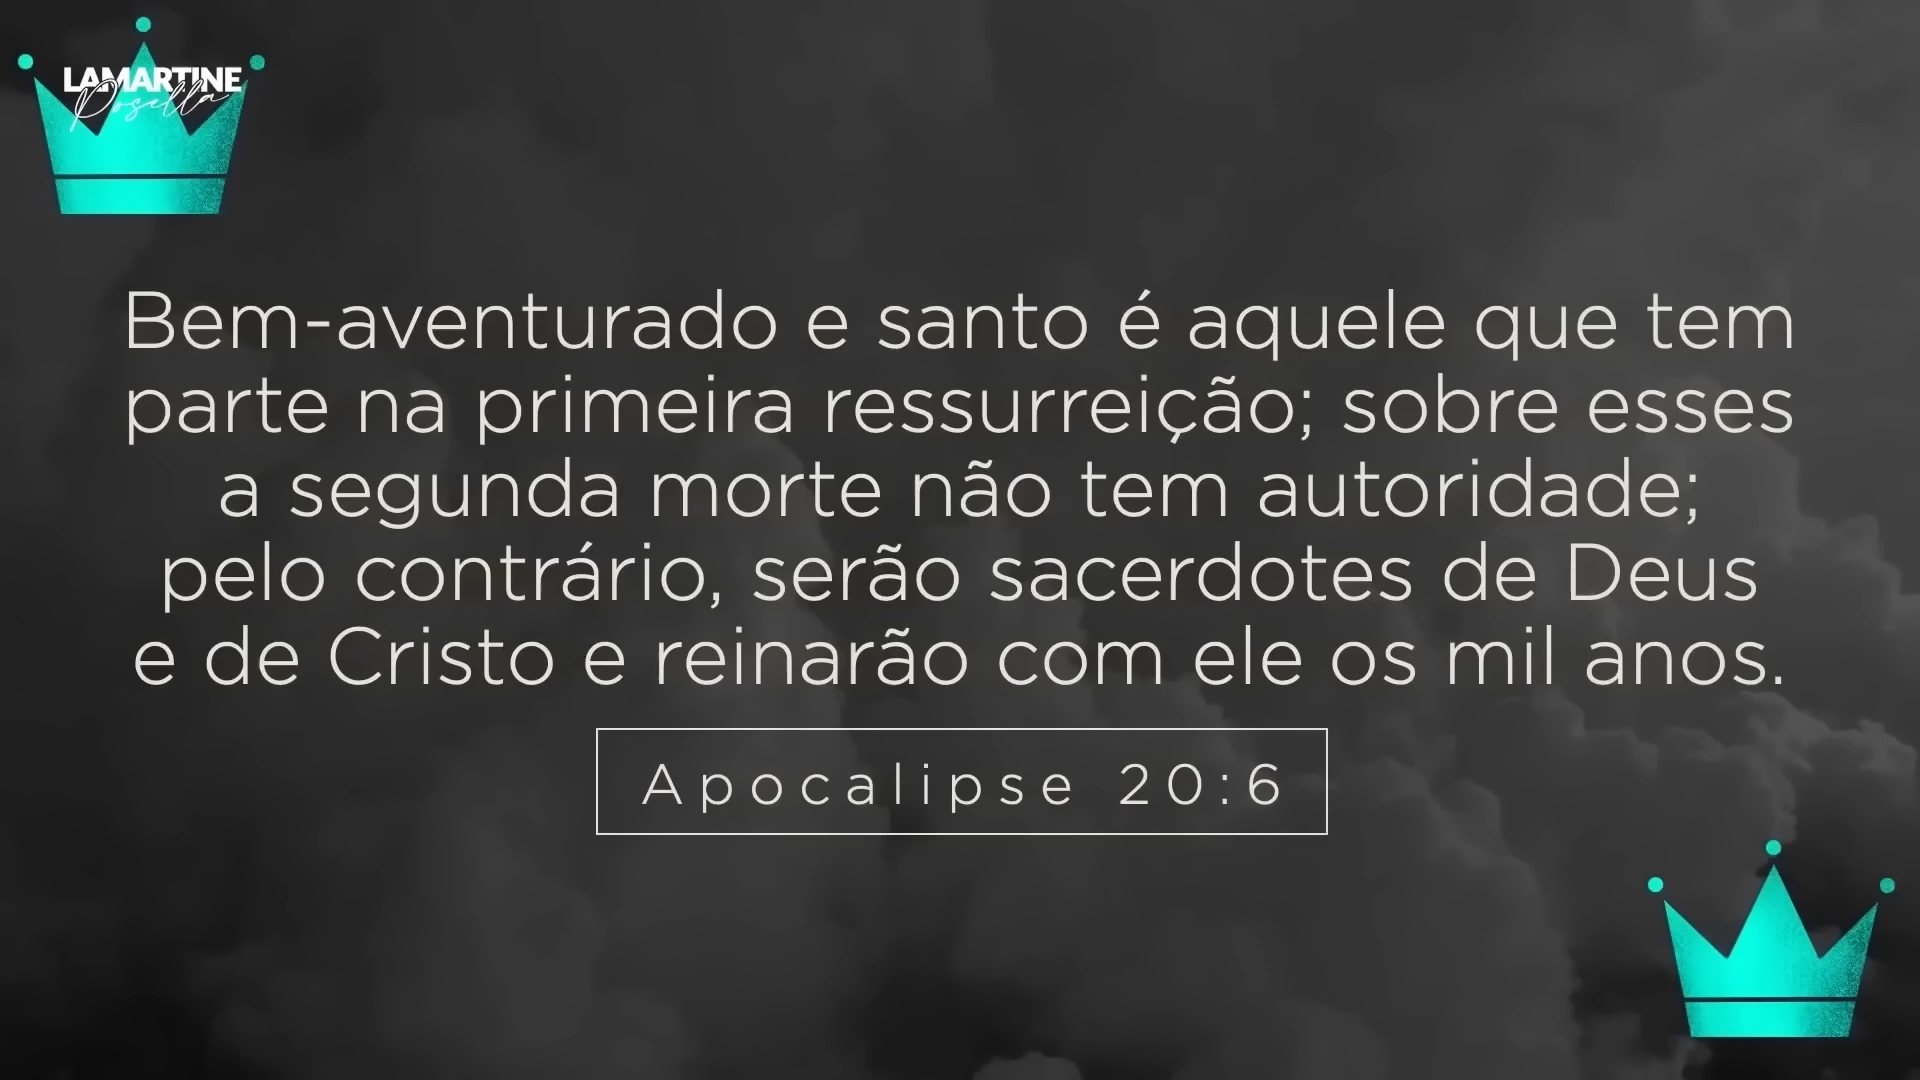 LAMARTINE
Posella
Bem-aventurado e santo é aquele que tem
parte na primeira ressurreição; sobre esses
a segunda morte não tem autoridade;
pelo contrário, serão sacerdotes de Deus
e de Cristo e reinarão com ele os mil anos.
Apocalipse 20:6